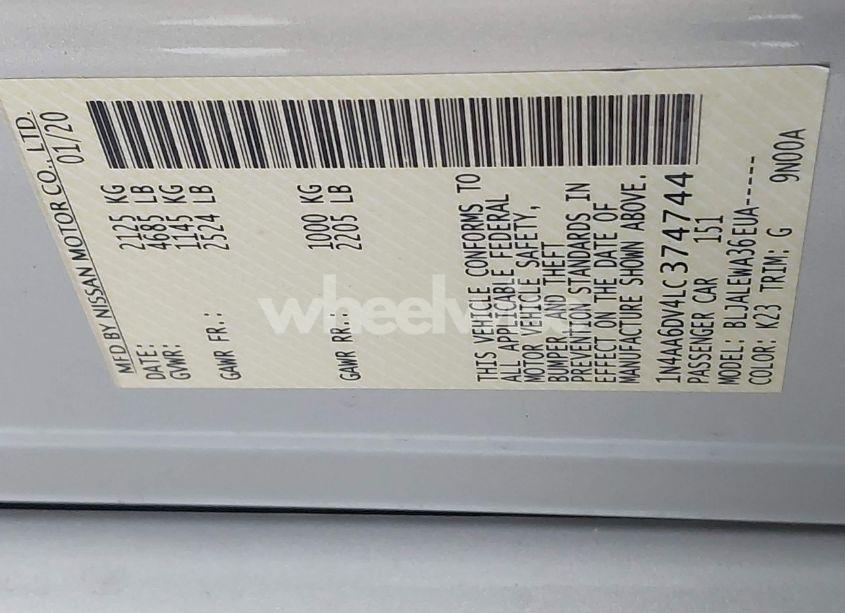 MFD BY NISSAN MOTOR CO., LTD.
DATE: 01/20
GVWR: 2125 KG
4685 LB
GAWR FR.: 1145 KG
2524 LB
GAWR RR.: 1000 KG
2205 LB
THIS VEHICLE CONFORMS TO
ALL APPLICABLE FEDERAL
MOTOR VEHICLE SAFETY,
BUMPER AND THEFT
PREVENTION STANDARDS IN
EFFECT ON THE DATE OF
MANUFACTURE SHOWN ABOVE.
1N4AA6DV4LC374744
PASSENGER CAR 151
MODEL: BLJALEWA36EUA-----
COLOR: K23 TRIM: G 9N00A